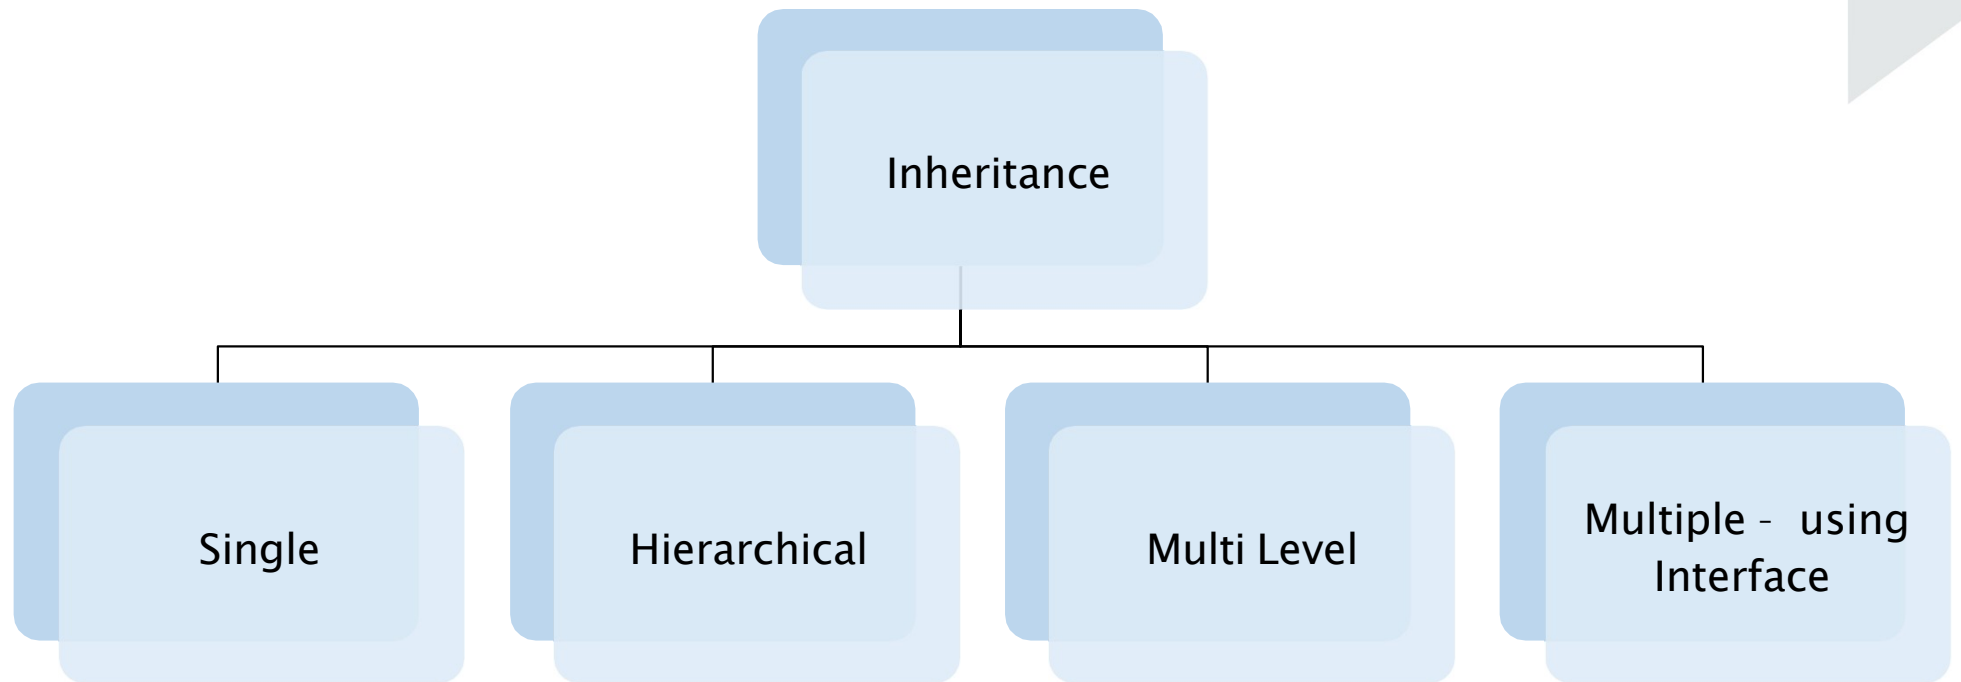 Inheritance
Single
Hierarchical
Multi Level
Multiple - using
Interface